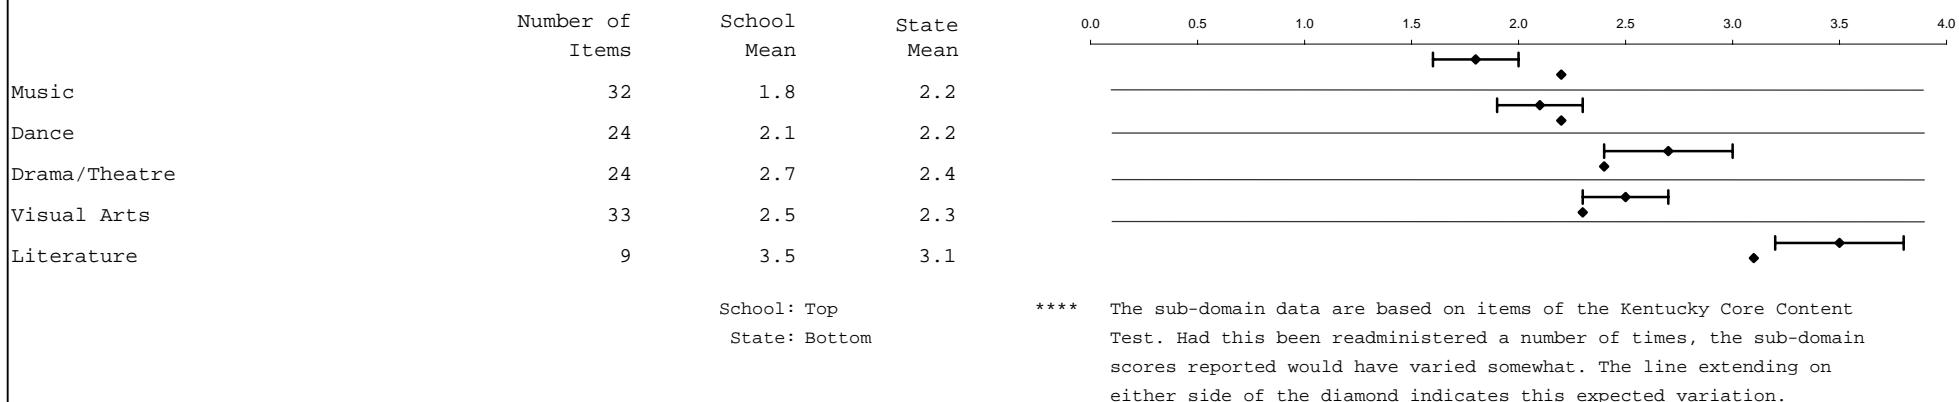 Number of School State 0.0 0.5 1.0 1.5 2.0 2.5 3.0 3.5 4.0
Items Mean Mean
Music 32 1.8 2.2
Dance 24 2.1 2.2
Drama/Theatre 24 2.7 2.4
Visual Arts 33 2.5 2.3
Literature 9 3.5 3.1
School: Top
State: Bottom
**** The sub-domain data are based on items of the Kentucky Core Content
Test. Had this been readministered a number of times, the sub-domain
scores reported would have varied somewhat. The line extending on
either side of the diamond indicates this expected variation.